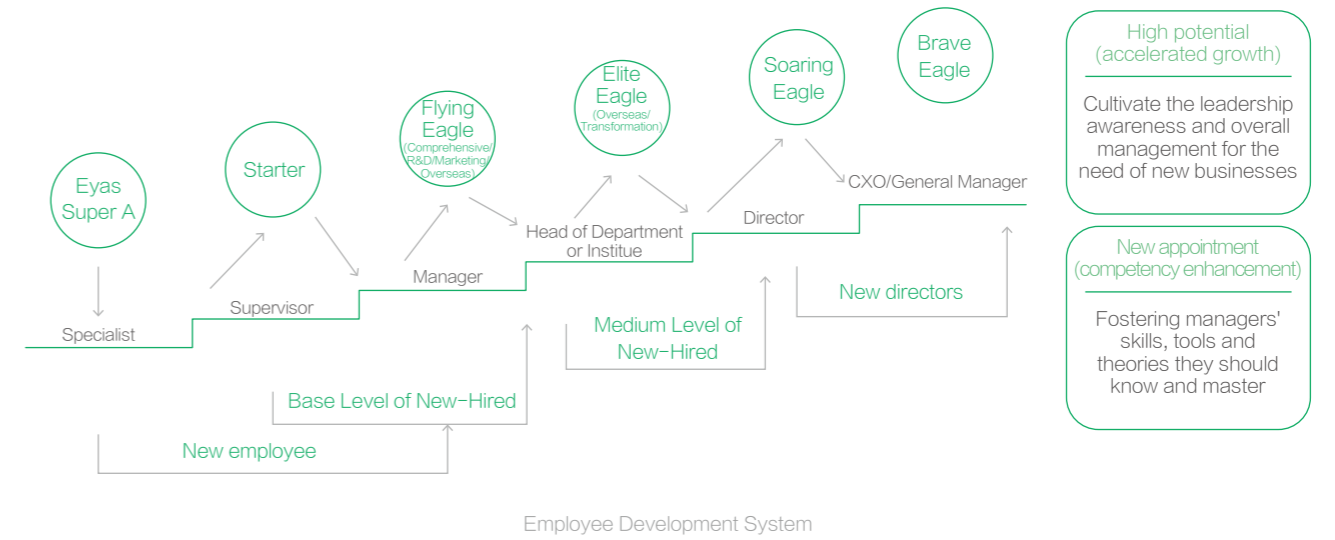 Eyas
Super A
Starter
Flying
Eagle
(Comprehensive/
R&D/Marketing/
Overseas)
Elite
Eagle
(Overseas/
Transformation)
Soaring
Eagle
Brave
Eagle
Specialist
Supervisor
Manager
Head of Department
or Institue
Director
CXO/General Manager
New employee
Base Level of New-Hired
Medium Level of
New-Hired
New directors
High potential
(accelerated growth)
Cultivate the leadership
awareness and overall
management for the
need of new businesses
New appointment
(competency enhancement)
Fostering managers'
skills, tools and
theories they should
know and master
Employee Development System